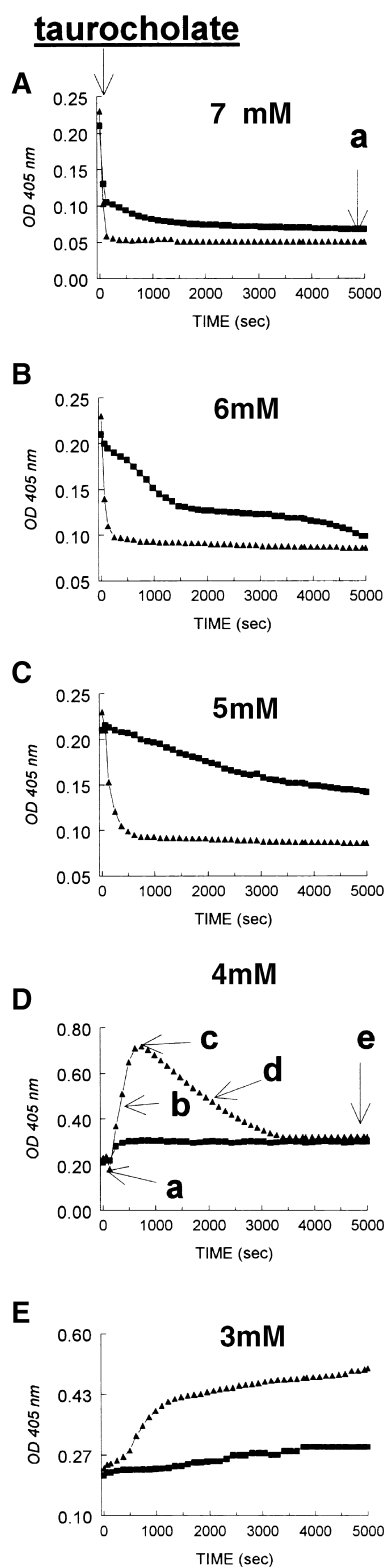 taurocholate
A
7 mM
a
OD 405 nm
0.25
0.20
0.15
0.10
0.05
0.00
0 1000 2000 3000 4000 5000
TIME (sec)
B
6mM
OD 405 nm
0.25
0.20
0.15
0.10
0.05
0 1000 2000 3000 4000 5000
TIME (sec)
C
5mM
OD 405 nm
0.25
0.20
0.15
0.10
0.05
0 1000 2000 3000 4000 5000
TIME (sec)
4mM
D
c
e
d
b
a
OD 405 nm
0.80
0.60
0.40
0.20
0.00
0 1000 2000 3000 4000 5000
TIME (sec)
E
3mM
OD 405 nm
0.60
0.43
0.27
0.10
0 1000 2000 3000 4000 5000
TIME (sec)